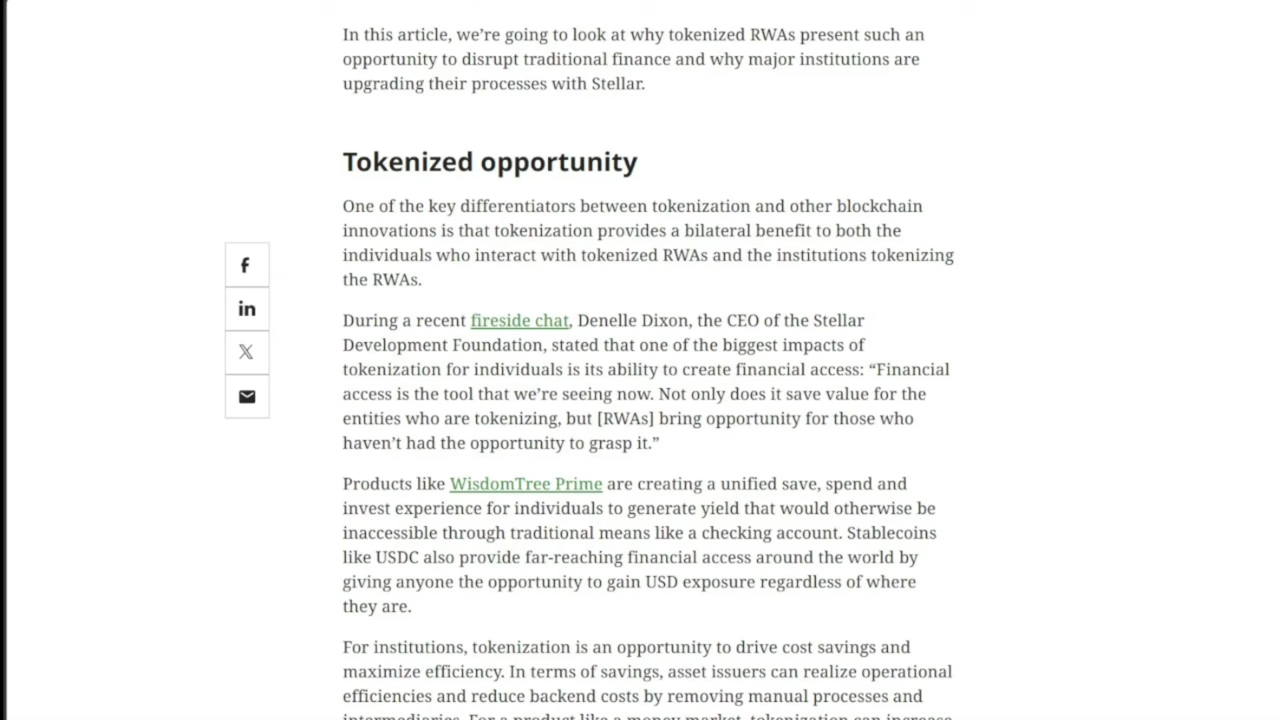 In this article, we’re going to look at why tokenized RWAs present such an
opportunity to disrupt traditional finance and why major institutions are
upgrading their processes with Stellar.
Tokenized opportunity
One of the key differentiators between tokenization and other blockchain
innovations is that tokenization provides a bilateral benefit to both the
individuals who interact with tokenized RWAs and the institutions tokenizing
the RWAs.
During a recent fireside chat, Denelle Dixon, the CEO of the Stellar
Development Foundation, stated that one of the biggest impacts of
tokenization for individuals is its ability to create financial access: “Financial
access is the tool that we’re seeing now. Not only does it save value for the
entities who are tokenizing, but [RWAs] bring opportunity for those who
haven’t had the opportunity to grasp it.”
Products like WisdomTree Prime are creating a unified save, spend and
invest experience for individuals to generate yield that would otherwise be
inaccessible through traditional means like a checking account. Stablecoins
like USDC also provide far-reaching financial access around the world by
giving anyone the opportunity to gain USD exposure regardless of where
they are.
For institutions, tokenization is an opportunity to drive cost savings and
maximize efficiency. In terms of savings, asset issuers can realize operational
efficiencies and reduce backend costs by removing manual processes and
intermediaries. For a product like a money market, tokenization can increase